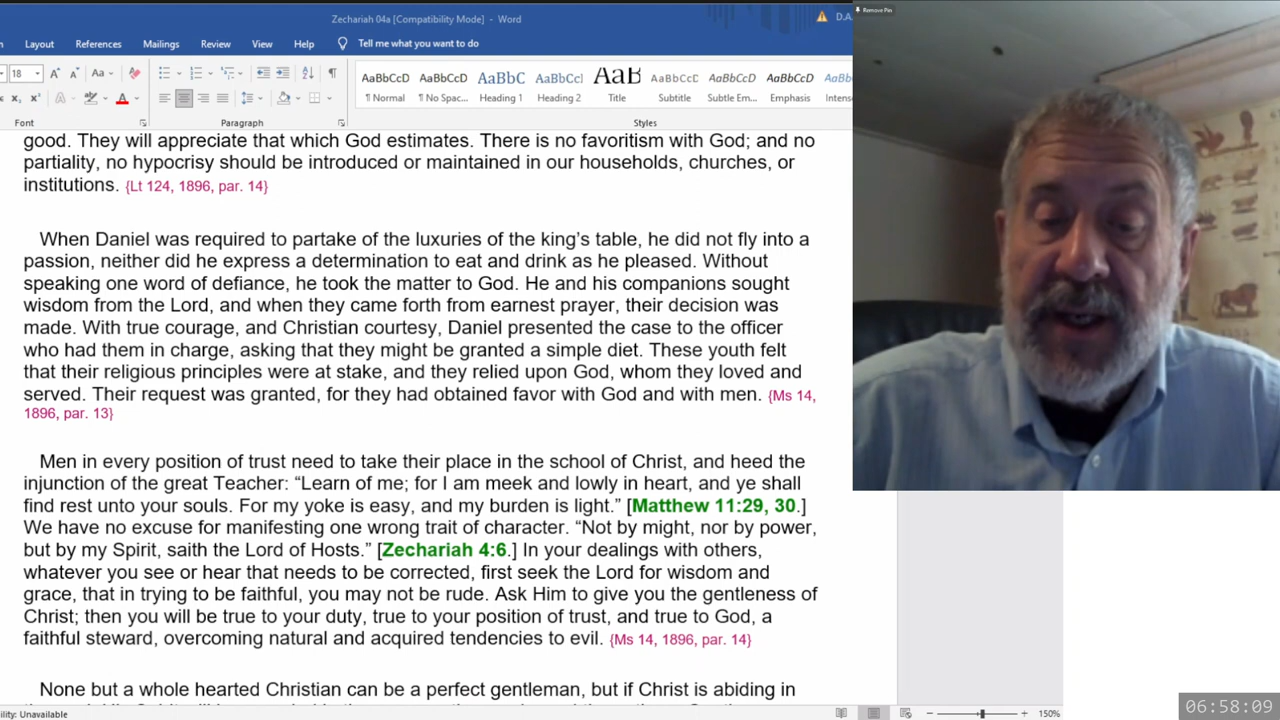 Zechariah 04a [Compatibility Mode] - Word
D.A.
Remove Pin
Layout References Mailings Review View Help Tell me what you want to do
18 Aa
AaBbCcD AaBbCcD AaBbC AaBbCcI AaB AaBbCcD AaBbCcD AaBbCcD AaBb
¶ Normal ¶ No Spac... Heading 1 Heading 2 Title Subtitle Subtle Em... Emphasis Intens
Font Paragraph Styles
good. They will appreciate that which God estimates. There is no favoritism with God; and no
partiality, no hypocrisy should be introduced or maintained in our households, churches, or
institutions. {Lt 124, 1896, par. 14}
When Daniel was required to partake of the luxuries of the king’s table, he did not fly into a
passion, neither did he express a determination to eat and drink as he pleased. Without
speaking one word of defiance, he took the matter to God. He and his companions sought
wisdom from the Lord, and when they came forth from earnest prayer, their decision was
made. With true courage, and Christian courtesy, Daniel presented the case to the officer
who had them in charge, asking that they might be granted a simple diet. These youth felt
that their religious principles were at stake, and they relied upon God, whom they loved and
served. Their request was granted, for they had obtained favor with God and with men. {Ms 14,
1896, par. 13}
Men in every position of trust need to take their place in the school of Christ, and heed the
injunction of the great Teacher: “Learn of me; for I am meek and lowly in heart, and ye shall
find rest unto your souls. For my yoke is easy, and my burden is light.” [Matthew 11:29, 30.]
We have no excuse for manifesting one wrong trait of character. “Not by might, nor by power,
but by my Spirit, saith the Lord of Hosts.” [Zechariah 4:6.] In your dealings with others,
whatever you see or hear that needs to be corrected, first seek the Lord for wisdom and
grace, that in trying to be faithful, you may not be rude. Ask Him to give you the gentleness of
Christ; then you will be true to your duty, true to your position of trust, and true to God, a
faithful steward, overcoming natural and acquired tendencies to evil. {Ms 14, 1896, par. 14}
None but a whole hearted Christian can be a perfect gentleman, but if Christ is abiding in
ility: Unavailable
150%
06:58:09